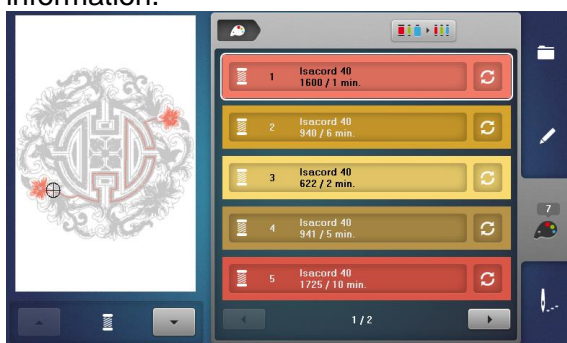 information.
1
Isacord 40
1600 / 1 min.
2
Isacord 40
940 / 6 min.
3
Isacord 40
622 / 2 min.
4
Isacord 40
941 / 5 min.
5
Isacord 40
1725 / 10 min.
1 / 2
7